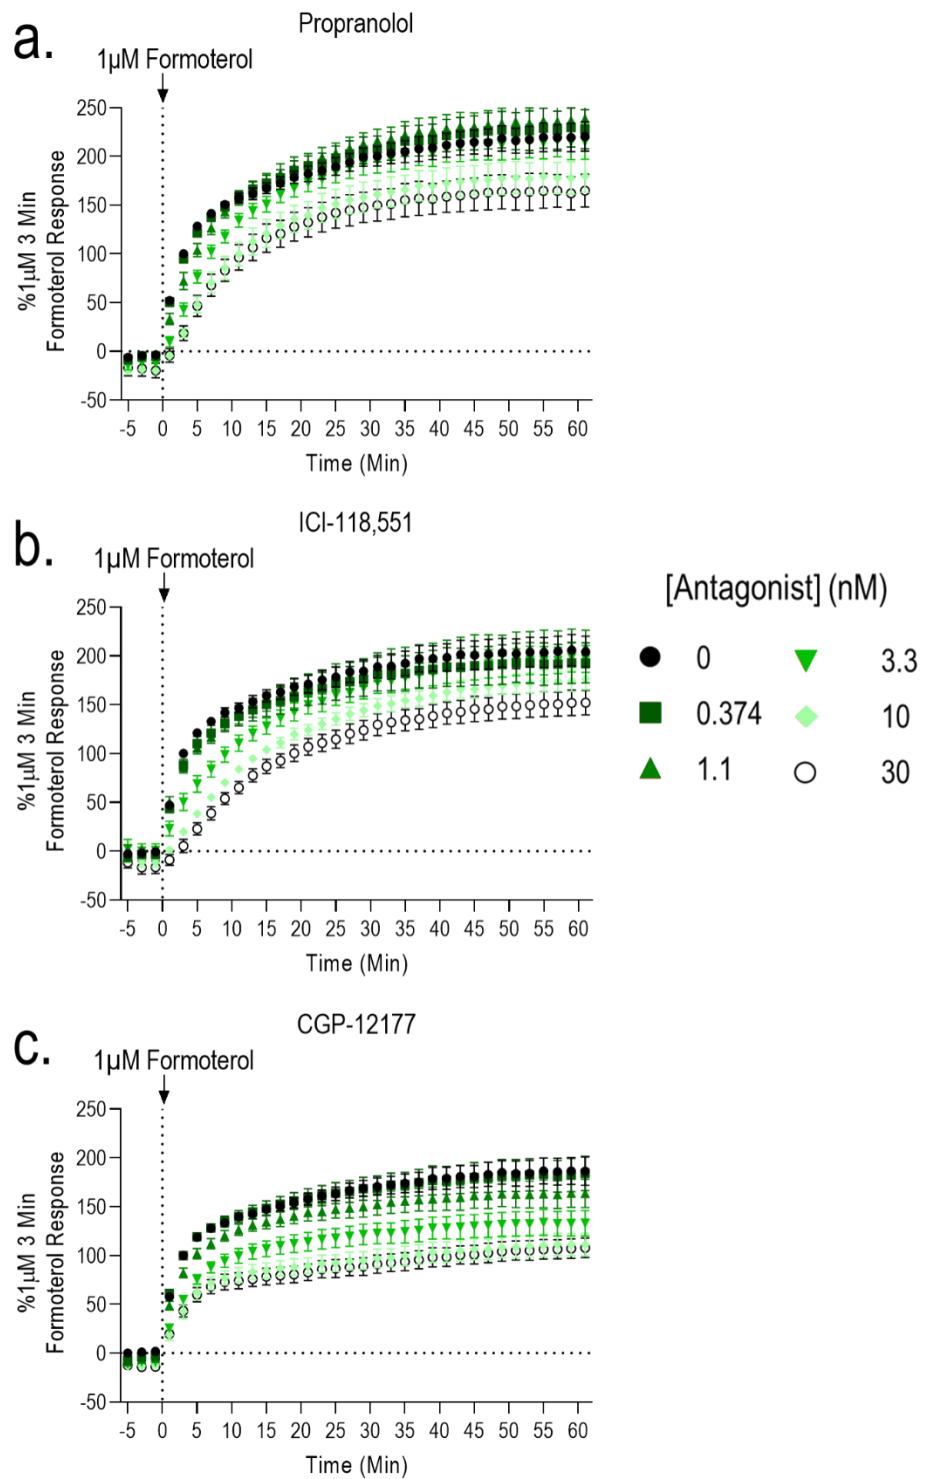 a.
Propranolol
1µM Formoterol
%1µM 3 Min
Formoterol Response
250
200
150
100
50
0
-50
-5 0 5 10 15 20 25 30 35 40 45 50 55 60
Time (Min)
b.
ICI-118,551
1µM Formoterol
%1µM 3 Min
Formoterol Response
250
200
150
100
50
0
-50
-5 0 5 10 15 20 25 30 35 40 45 50 55 60
Time (Min)
[Antagonist] (nM)
0 3.3
0.374 10
1.1 30
c.
CGP-12177
1µM Formoterol
%1µM 3 Min
Formoterol Response
250
200
150
100
50
0
-50
-5 0 5 10 15 20 25 30 35 40 45 50 55 60
Time (Min)